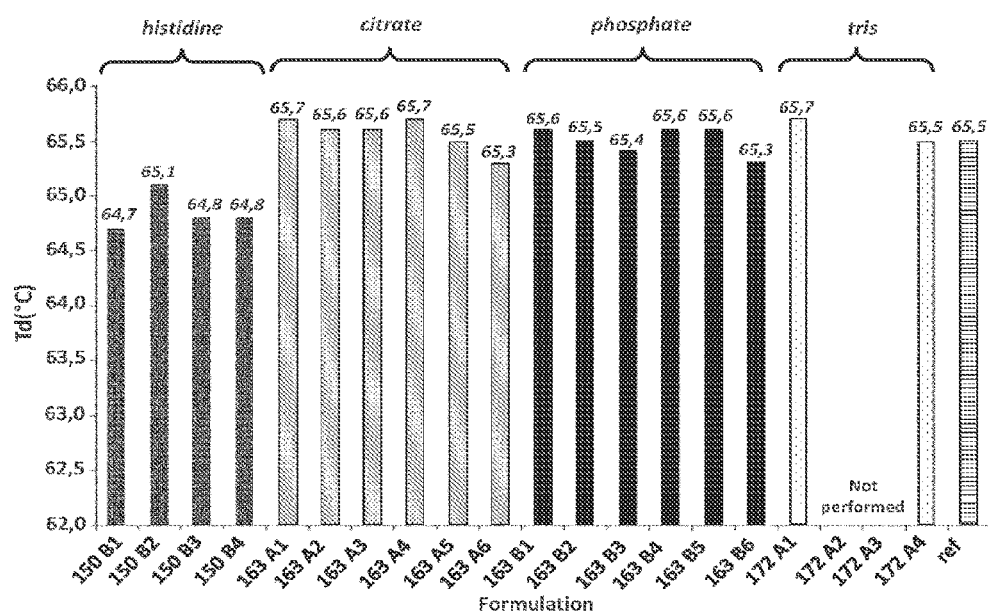 histidine citrate phosphate tris
66,0
65,5
65,0
64,5
64,0
63,5
63,0
62,5
62,0
Td(°C)
64,7 65,1 64,8 64,8 65,7 65,6 65,6 65,7 65,5 65,3 65,6 65,5 65,4 65,6 65,6 65,3 65,7 65,5 65,5
Not
performed
150 B1 150 B2 150 B3 150 B4 163 A1 163 A2 163 A3 163 A4 163 A5 163 A6 163 B1 163 B2 163 B3 163 B4 163 B5 163 B6 172 A1 172 A2 172 A3 172 A4 ref
Formulation